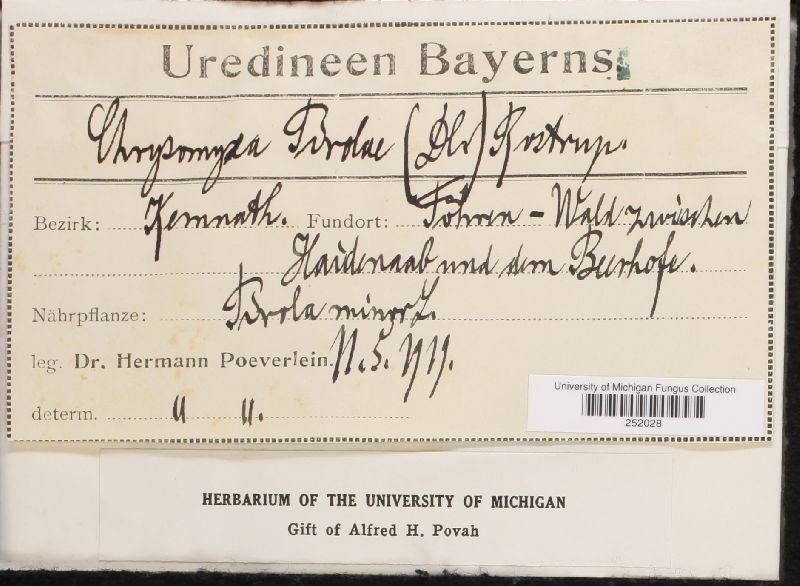 Uredineen Bayerns.
Chrysomyxa Pirolae (DC) Rostrup.
Bezirk: Kemnath. Fundort: Föhren-Wald zwischen
Haidenaab und dem Beerhofe.
Nährpflanze: Pirola minor L.
leg. Dr. Hermann Poeverlein. 11.5.1919.
determ. " ".
University of Michigan Fungus Collection
252028
HERBARIUM OF THE UNIVERSITY OF MICHIGAN
Gift of Alfred H. Povah